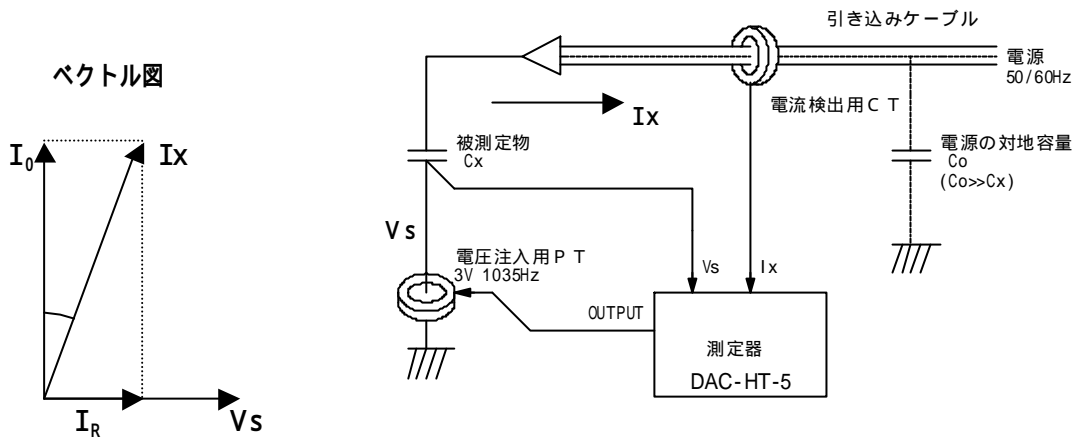 ベクトル図
I₀
Ix
I_R
Vs
引き込みケーブル
電源
50/60Hz
電流検出用CT
Ix
被測定物
Cx
電源の対地容量
Co
(Co>>Cx)
Vs
電圧注入用PT
3V 1035Hz
Vs
Ix
OUTPUT
測定器
DAC-HT-5